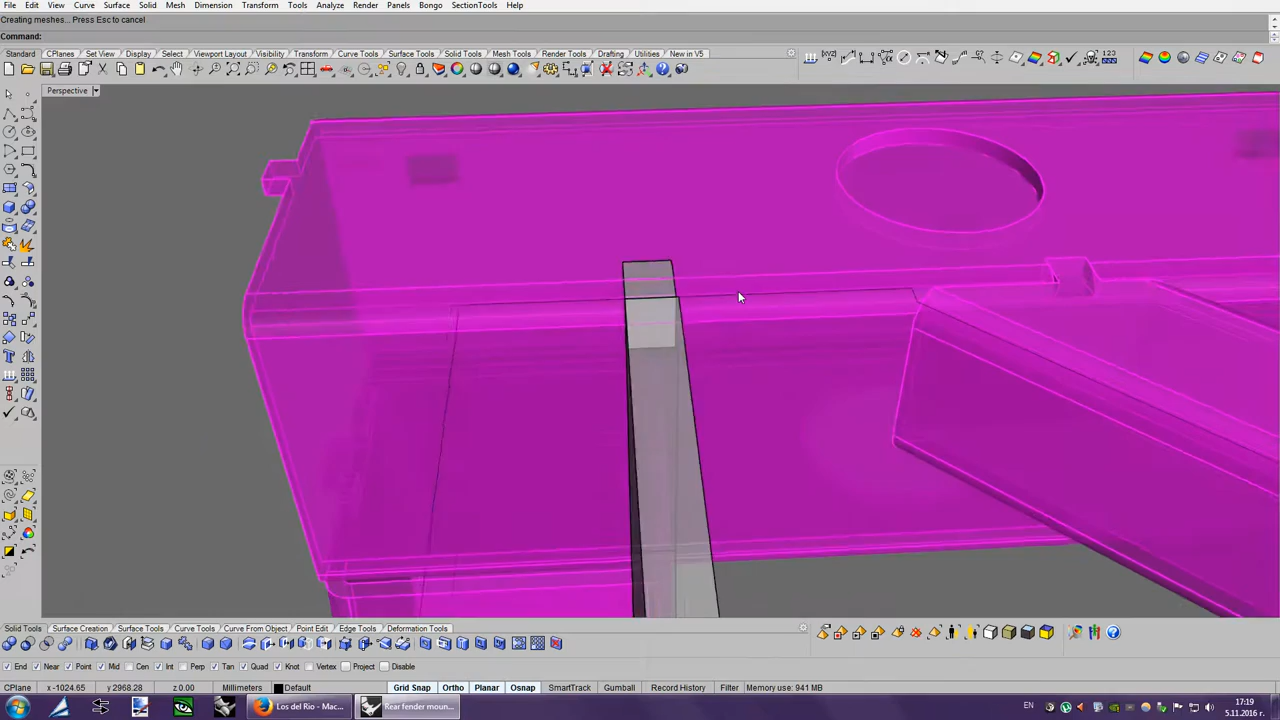 File Edit View Curve Surface Solid Mesh Dimension Transform Tools Analyze Render Panels Bongo SectionTools Help
Creating meshes... Press Esc to cancel
Command:
Standard CPlanes Set View Display Select Viewport Layout Visibility Transform Curve Tools Surface Tools Solid Tools Mesh Tools Render Tools Drafting Utilities New in V5
123
Perspective
Solid Tools Surface Creation Surface Tools Curve Tools Curve From Object Point Edit Edge Tools Deformation Tools
End Near Point Mid Cen Int Perp Tan Quad Knot Vertex Project Disable
CPlane x -1024.65 y 2968.28 z 0.00 Millimeters Default Grid Snap Ortho Planar Osnap SmartTrack Gumball Record History Filter Memory use: 941 MB
Los del Rio - Mac... Rear fender moun... EN 17:19
5.11.2016 г.